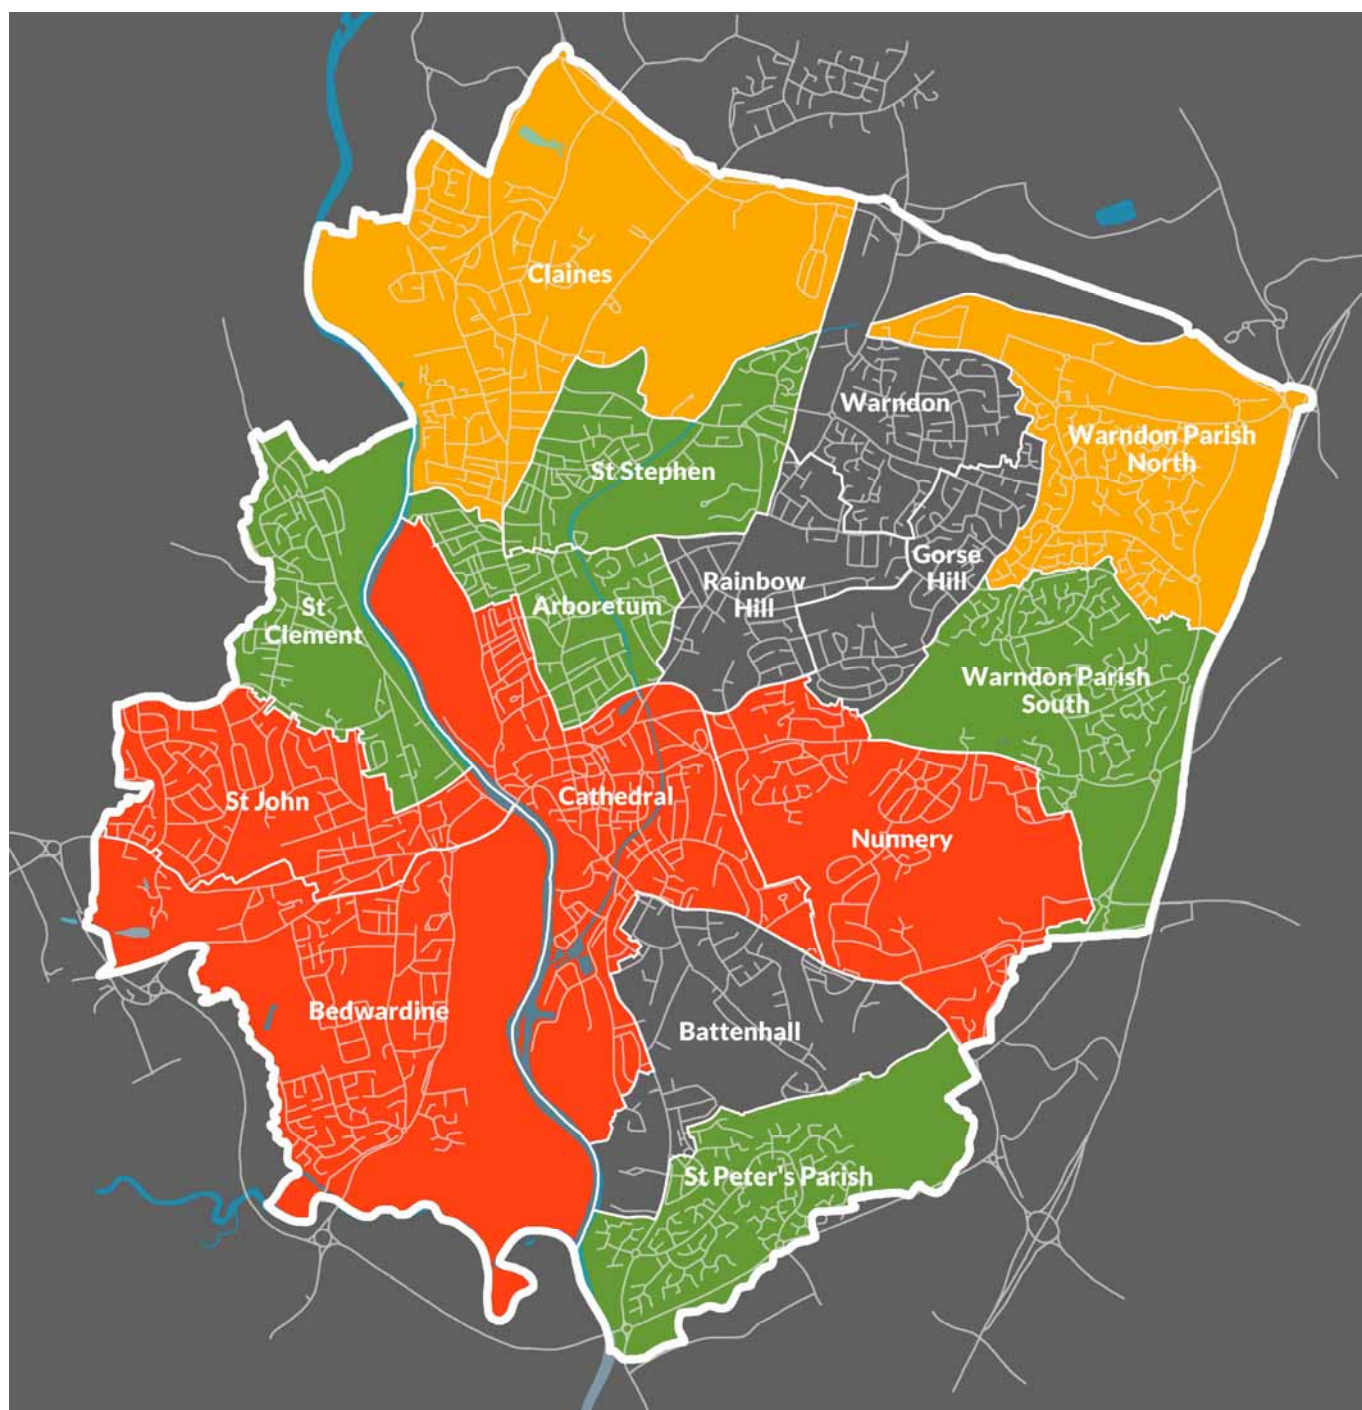 Claines
Warndon
Warndon Parish
North
St Stephen
Gorse
Hill
Rainbow
Hill
Arboretum
St
Clement
Warndon Parish
South
St John
Cathedral
Nunnery
Bedwardine
Battenhall
St Peter's Parish